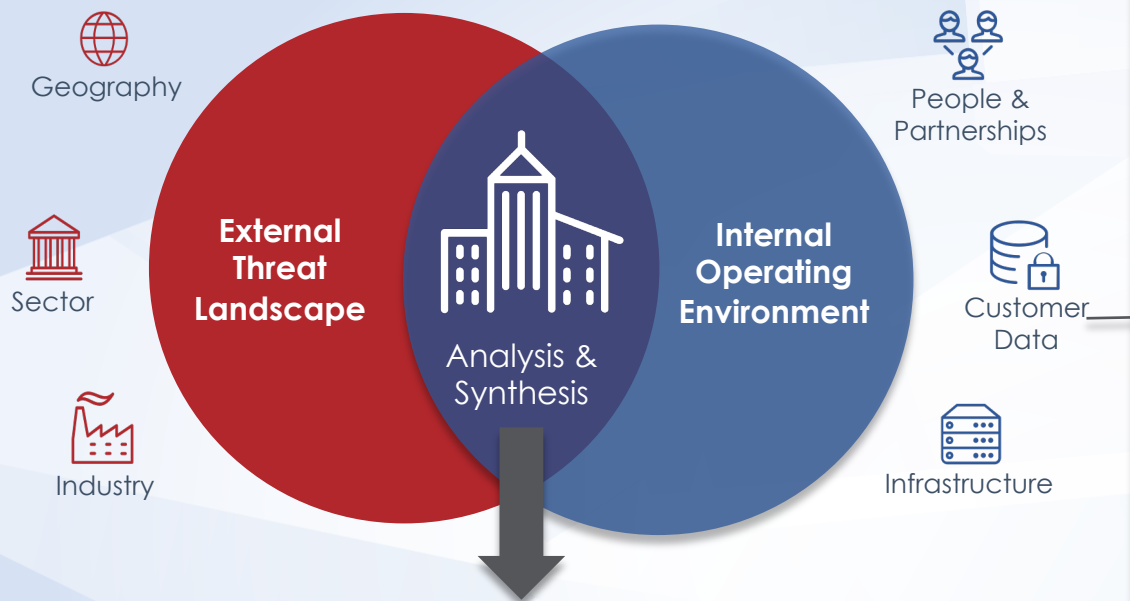 Geography
Sector
Industry
External
Threat
Landscape
Analysis &
Synthesis
Internal
Operating
Environment
People &
Partnerships
Customer
Data
Infrastructure